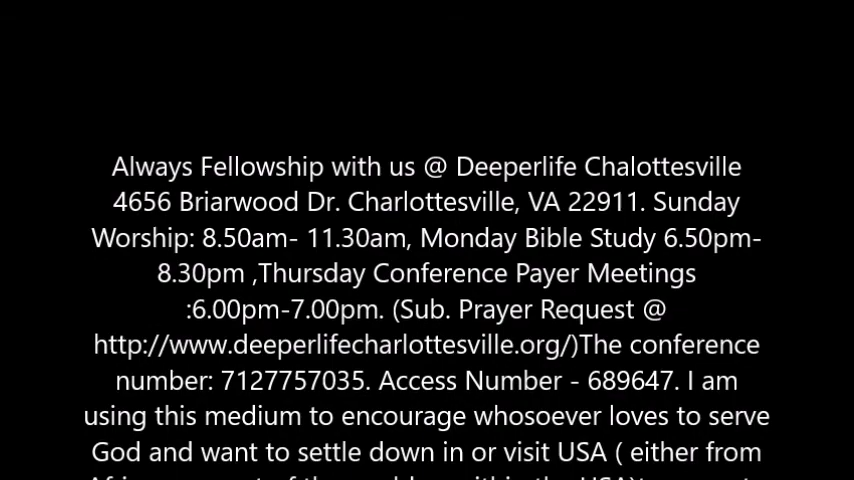 Always Fellowship with us @ Deeperlife Chalottesville
4656 Briarwood Dr. Charlottesville, VA 22911. Sunday
Worship: 8.50am- 11.30am, Monday Bible Study 6.50pm-
8.30pm ,Thursday Conference Payer Meetings
:6.00pm-7.00pm. (Sub. Prayer Request @
http://www.deeperlifecharlottesville.org/)The conference
number: 7127757035. Access Number - 689647. I am
using this medium to encourage whosoever loves to serve
God and want to settle down in or visit USA ( either from